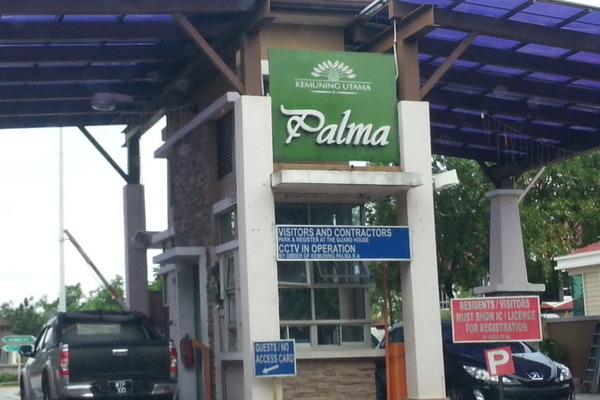 KEMUNING UTAMA
Palma
VISITORS AND CONTRACTORS
PARK & REGISTER AT THE GUARD HOUSE
CCTV IN OPERATION
BY ORDER OF KEMUNING PALMA R.A
RESIDENTS / VISITORS
MUST SHOW IC / LICENCE
FOR REGISTRATION
GUESTS / NO
ACCESS CARD
P